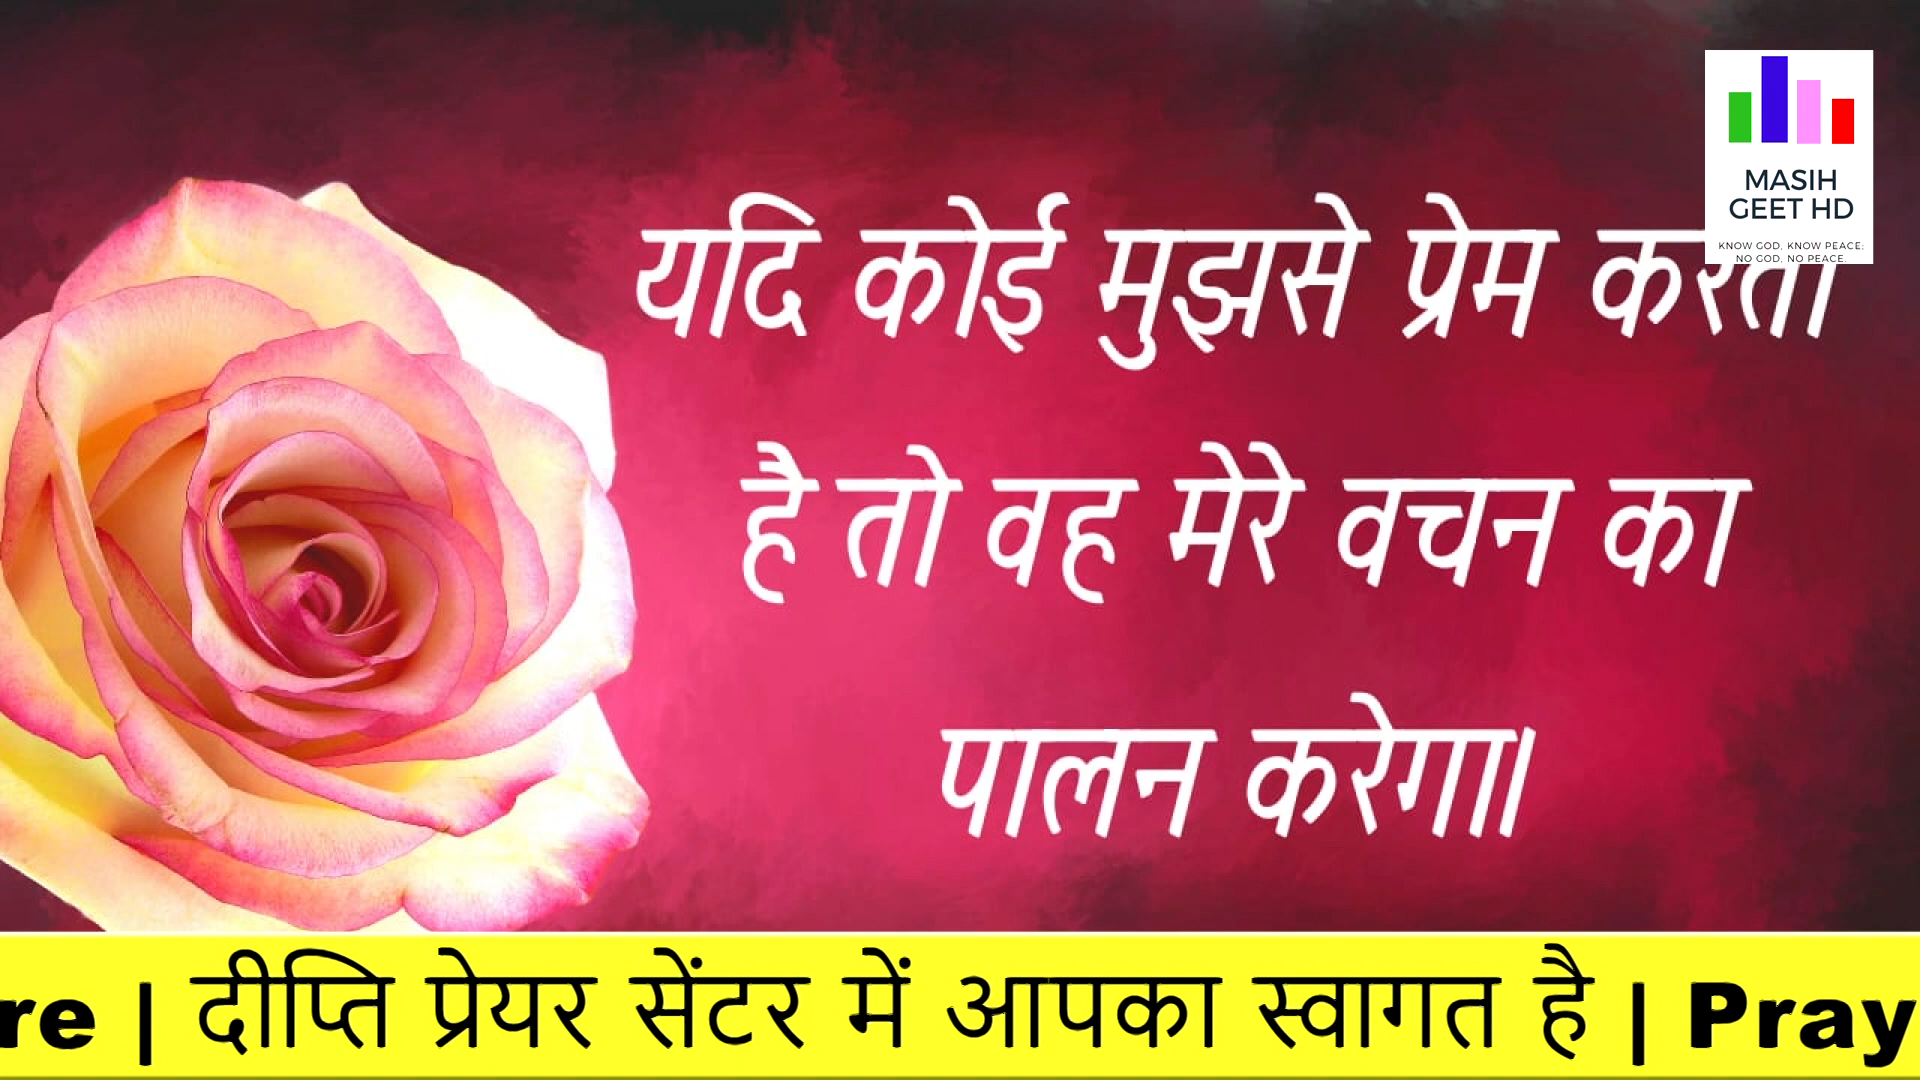 MASIH
GEET HD
KNOW GOD, KNOW PEACE;
NO GOD, NO PEACE.
यदि कोई मुझसे प्रेम करता
है तो वह मेरे वचन का
पालन करेगा।
re | दीप्ति प्रेयर सेंटर में आपका स्वागत है | Pray